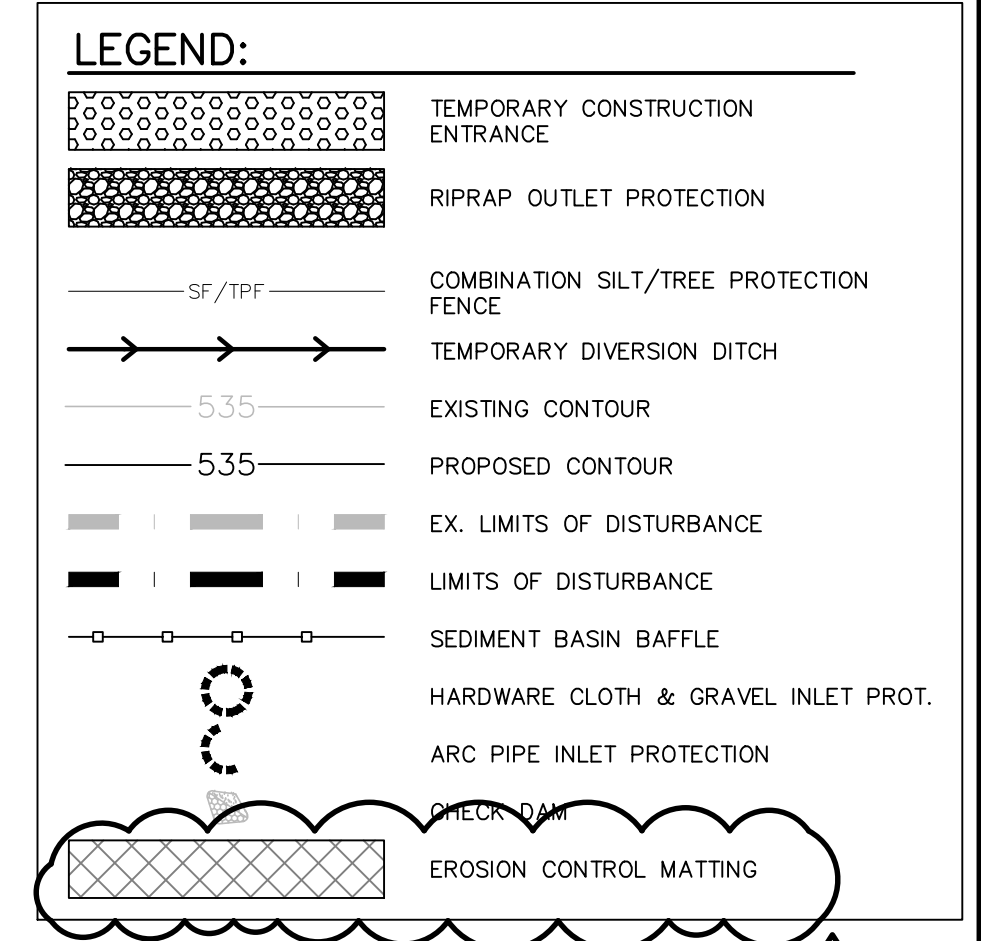 LEGEND:
TEMPORARY CONSTRUCTION
ENTRANCE
RIPRAP OUTLET PROTECTION
SF/TPF
COMBINATION SILT/TREE PROTECTION
FENCE
TEMPORARY DIVERSION DITCH
535 EXISTING CONTOUR
535 PROPOSED CONTOUR
EX. LIMITS OF DISTURBANCE
LIMITS OF DISTURBANCE
SEDIMENT BASIN BAFFLE
HARDWARE CLOTH & GRAVEL INLET PROT.
ARC PIPE INLET PROTECTION
CHECK DAM
EROSION CONTROL MATTING